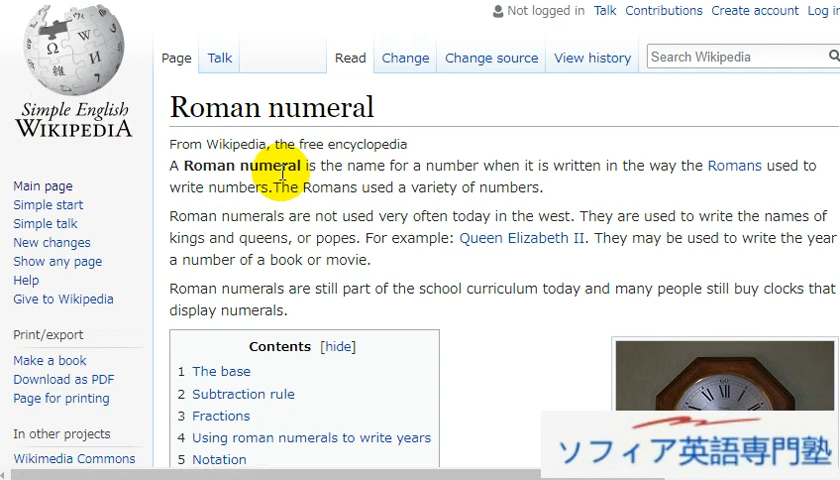 Not logged in Talk Contributions Create account Log in
Page Talk Read Change Change source View history Search Wikipedia
Simple English
WIKIPEDIA
Roman numeral
From Wikipedia, the free encyclopedia
A Roman numeral is the name for a number when it is written in the way the Romans used to
write numbers.The Romans used a variety of numbers.
Roman numerals are not used very often today in the west. They are used to write the names of
kings and queens, or popes. For example: Queen Elizabeth II. They may be used to write the year
a number of a book or movie.
Roman numerals are still part of the school curriculum today and many people still buy clocks that
display numerals.
Main page
Simple start
Simple talk
New changes
Show any page
Help
Give to Wikipedia
Print/export
Make a book
Download as PDF
Page for printing
In other projects
Wikimedia Commons
Contents [hide]
1 The base
2 Subtraction rule
3 Fractions
4 Using roman numerals to write years
5 Notation
ソフィア英語専門塾